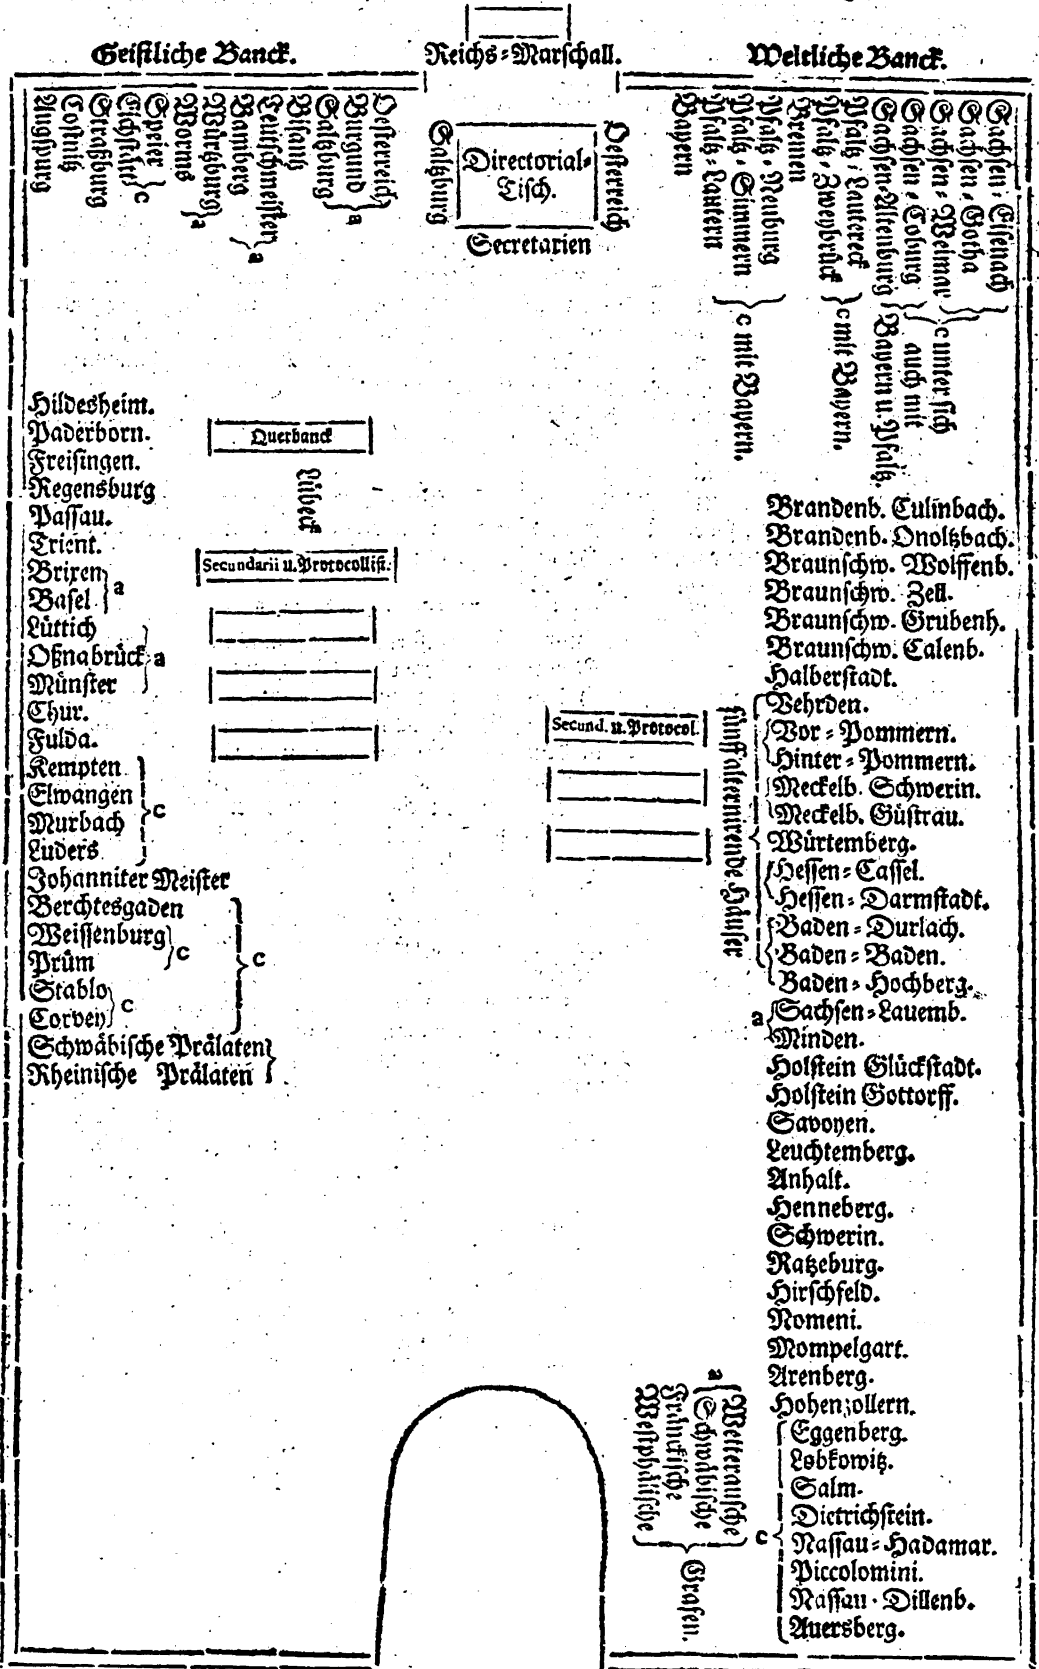 Geistliche Banck.
Reichs-Marschall.
Weltliche Banck.
Augsburg
Costnitz
Straßburg
Eichstätt
Speier
c
Worms
Würtzburg
a
Bamberg
Teutschmeister
a
Bisantz
Saltzburg
Burgund
Oesterreich
a
Saltzburg
Directorial-
Tisch.
Oesterreich
Secretarien
Bayern
Pfaltz-Lautern
Pfaltz-Simmern
Pfaltz-Neuburg
c mit Bayern.
Bremen
Pfaltz-Zweybrück
Pfaltz-Lautereck
c mit Bayern.
Sachsen-Altenburg
Sachsen-Coburg
Sachsen-Weimar
Sachsen-Gotha
Sachsen-Eisenach
c unter sich
auch mit
Bayern u. Pfaltz.
Hildesheim.
Paderborn.
Freisingen.
Regensburg
Passau.
Trient.
Brixen
Basel
a
Lüttich
Oßnabrück
Münster
a
Chur.
Fulda.
Kempten
Elwangen
Murbach
Luders
c
Johanniter Meister
Berchtesgaden
Weissenburg
Prüm
c
Stablo
Corvey
c
c
Schwäbische Prälaten
Rheinische Prälaten
Querbanck
Lübeck
Secundarii u. Protocollist.
Secund. u. Protocol.
Brandenb. Culinbach.
Brandenb. Onoltzbach.
Braunschw. Wolffenb.
Braunschw. Zell.
Braunschw. Grubenh.
Braunschw. Calenb.
Halberstadt.
Vehrden.
fünff alternirende Häuser
Vor-Pommern.
Hinter-Pommern.
Meckelb. Schwerin.
Meckelb. Güstrau.
Würtemberg.
Hessen-Cassel.
Hessen-Darmstadt.
Baden-Durlach.
Baden-Baden.
Baden-Hochberg.
a
Sachsen-Lauemb.
Minden.
Holstein Glückstadt.
Holstein Gottorff.
Savoyen.
Leuchtemberg.
Anhalt.
Henneberg.
Schwerin.
Ratzeburg.
Hirschfeld.
Nomeni.
Mompelgart.
Arenberg.
Hohenzollern.
c
Eggenberg.
Lobkowitz.
Salm.
Dietrichstein.
Nassau-Hadamar.
Piccolomini.
Nassau-Dillenb.
Auersberg.
a
Wetterausche
Schwäbische
Fränckische
Westphälische
Grafen.